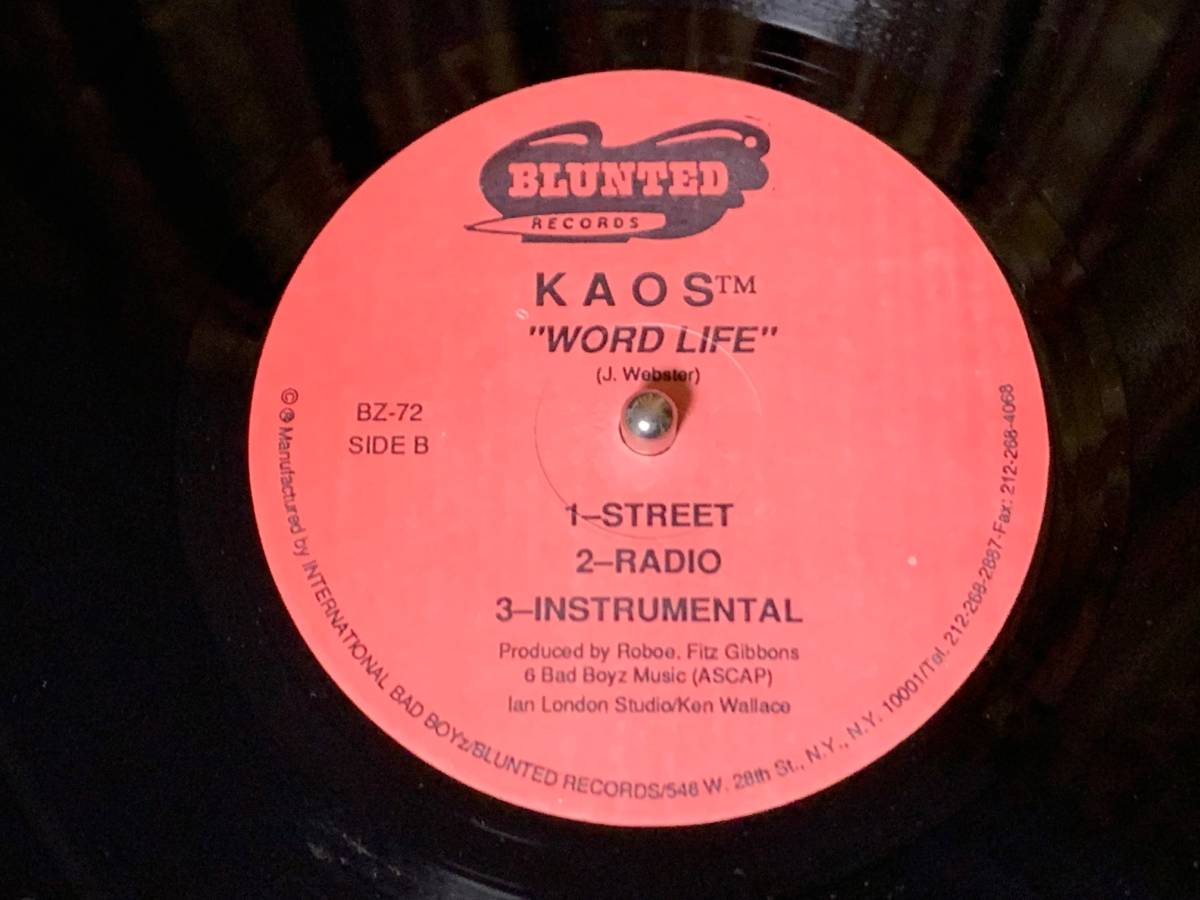 BLUNTED
RECORDS
KAOS™
"WORD LIFE"
(J. Webster)
BZ-72
SIDE B
1–STREET
2–RADIO
3–INSTRUMENTAL
Produced by Roboe. Fitz Gibbons
6 Bad Boyz Music (ASCAP)
Ian London Studio/Ken Wallace
© ℗ Manufactured by INTERNATIONAL BAD BOYz/BLUNTED RECORDS/546 W. 28th St., N.Y., N.Y. 10001/Tel. 212-268-2887-Fax: 212-268-4068